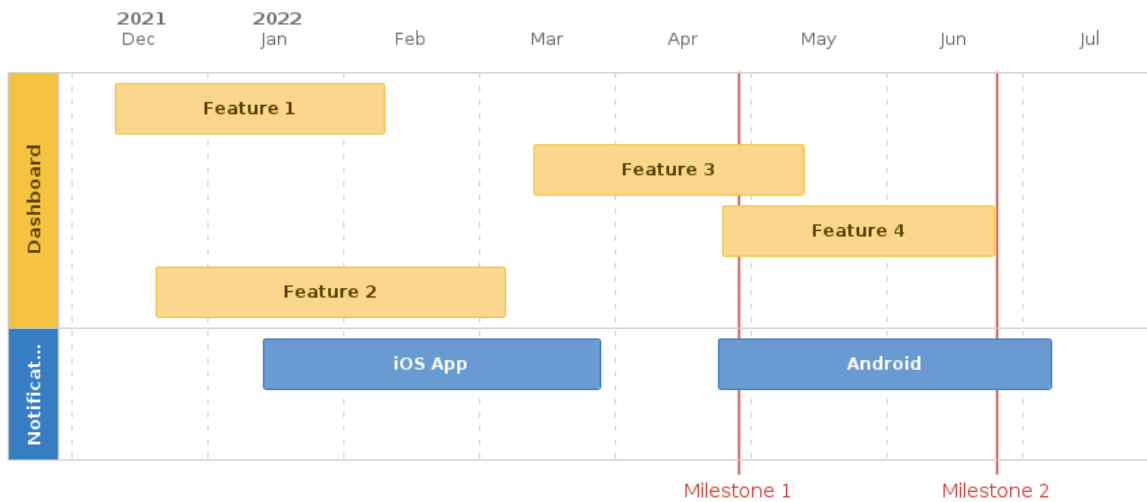 2021 2022
Dec Jan Feb Mar Apr May Jun Jul
Dashboard
Feature 1
Feature 3
Feature 4
Feature 2
Notificat...
iOS App Android
Milestone 1 Milestone 2